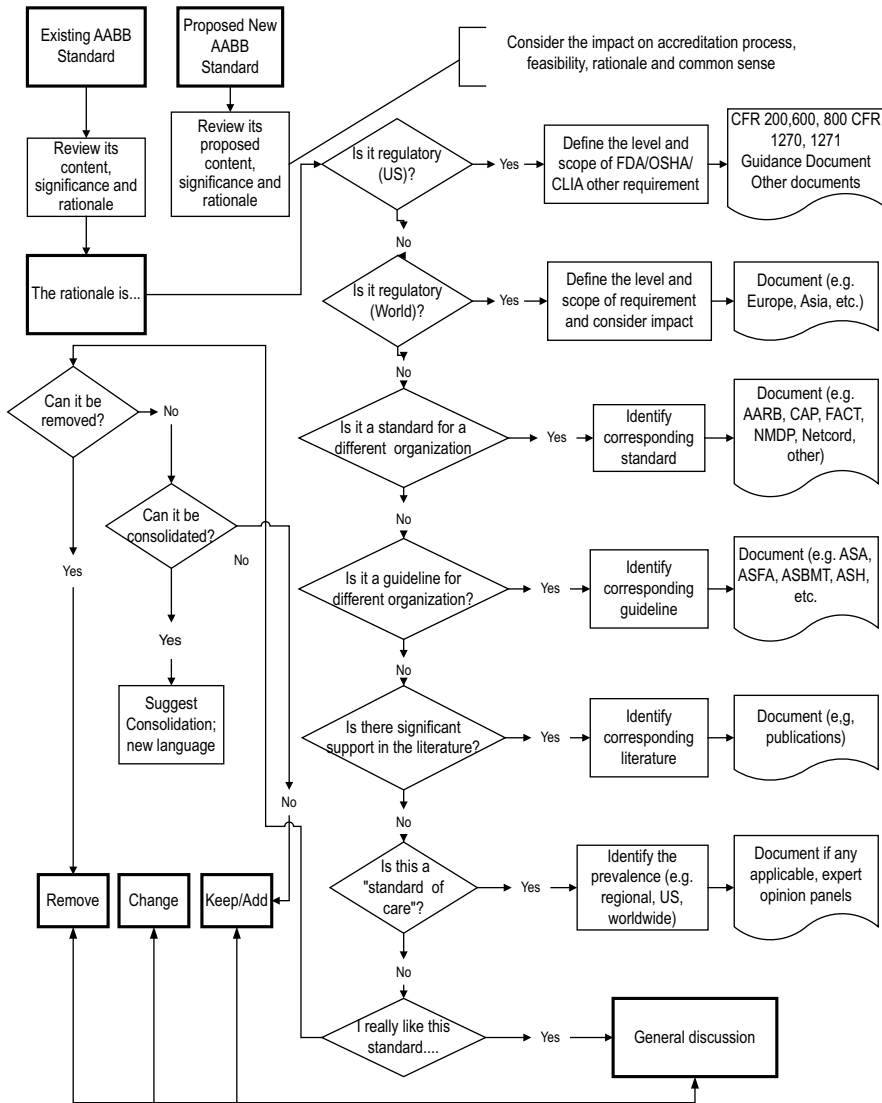 Existing AABB
Standard
Proposed New
AABB
Standard
Consider the impact on accreditation process,
feasibility, rationale and common sense
Review its
content,
significance and
rationale
Review its
proposed
content,
significance and
rationale
Is it regulatory
(US)?
Yes
Define the level and
scope of FDA/OSHA/
CLIA other requirement
CFR 200,600, 800 CFR
1270, 1271
Guidance Document
Other documents
No
The rationale is...
Is it regulatory
(World)?
Yes
Define the level and
scope of requirement
and consider impact
Document (e.g.
Europe, Asia, etc.)
No
Can it be
removed?
No
Is it a standard for a
different organization
Yes
Identify
corresponding
standard
Document (e.g.
AARB, CAP, FACT,
NMDP, Netcord,
other)
Can it be
consolidated?
No
No
Yes
Is it a guideline for
different organization?
Yes
Identify
corresponding
guideline
Document (e.g. ASA,
ASFA, ASBMT, ASH,
etc.
Yes
No
Suggest
Consolidation;
new language
Is there significant
support in the literature?
Yes
Identify
corresponding
literature
Document (e,g,
publications)
No
No
Remove
Change
Keep/Add
Is this a
"standard of
care"?
Yes
Identify the
prevalence (e.g.
regional, US,
worldwide)
Document if any
applicable, expert
opinion panels
No
I really like this
standard....
Yes
General discussion